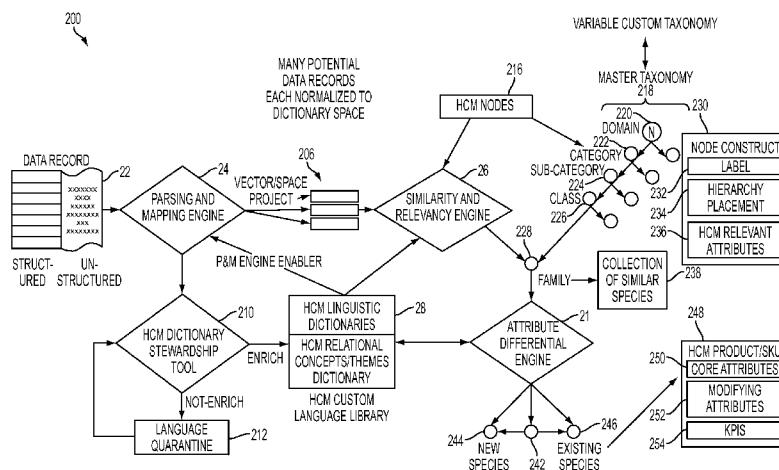 VARIABLE CUSTOM TAXONOMY
200
MANY POTENTIAL
DATA RECORDS
EACH NORMALIZED TO
DICTIONARY SPACE
216
HCM NODES
MASTER TAXONOMY
218
220
DOMAIN
N
222
CATEGORY
SUB-CATEGORY
224
CLASS
226
230
NODE CONSTRUCT
LABEL
232
HIERARCHY
PLACEMENT
234
HCM RELEVANT
ATTRIBUTES
236
DATA RECORD
22
XXXXXXX
XXXX
XXXXXX
XXXXXXX
XXX
XXXXXX
STRUCT-
URED
UN-
STRUCTURED
24
PARSING AND
MAPPING ENGINE
206
VECTOR/SPACE
PROJECT
26
SIMILARITY AND
RELEVANCY ENGINE
P&M ENGINE ENABLER
228
FAMILY
COLLECTION
OF SIMILAR
SPECIES
238
210
HCM DICTIONARY
STEWARDSHIP
TOOL
ENRICH
NOT-ENRICH
LANGUAGE
QUARANTINE
212
28
HCM LINGUISTIC
DICTIONARIES
HCM RELATIONAL
CONCEPTS/THEMES
DICTIONARY
HCM CUSTOM
LANGUAGE LIBRARY
21
ATTRIBUTE
DIFFERENTIAL
ENGINE
244
NEW
SPECIES
242
246
EXISTING
SPECIES
248
HCM PRODUCT/SKU
250
CORE ATTRIBUTES
MODIFYING
ATTRIBUTES
252
KPIS
254